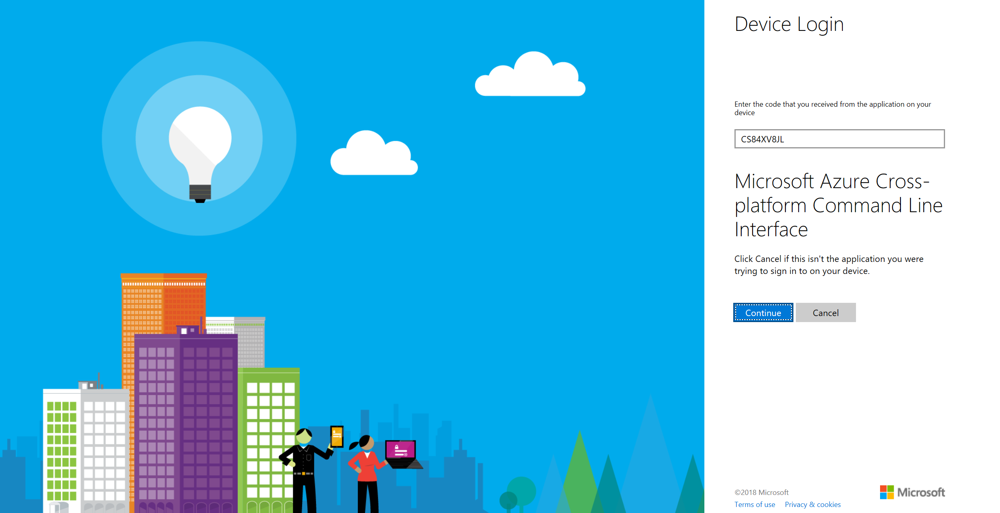 Device Login
Enter the code that you received from the application on your
device
CS84XV8JL
Microsoft Azure Cross-
platform Command Line
Interface
Click Cancel if this isn't the application you were
trying to sign in to on your device.
Continue Cancel
©2018 Microsoft
Microsoft
Terms of use Privacy & cookies